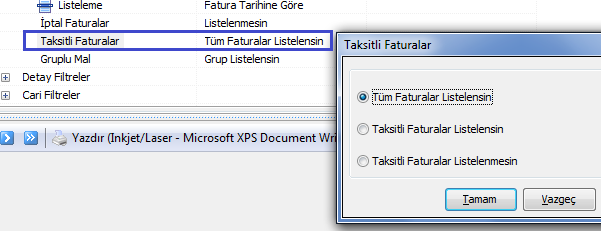 Listeleme Fatura Tarihine Göre
İptal Faturalar Listelenmesin
Taksitli Faturalar Tüm Faturalar Listelensin
Gruplu Mal Grup Listelensin
Detay Filtreler
Cari Filtreler
Yazdır (Inkjet/Laser - Microsoft XPS Document Wri
Taksitli Faturalar
Tüm Faturalar Listelensin
Taksitli Faturalar Listelensin
Taksitli Faturalar Listelenmesin
Tamam Vazgeç